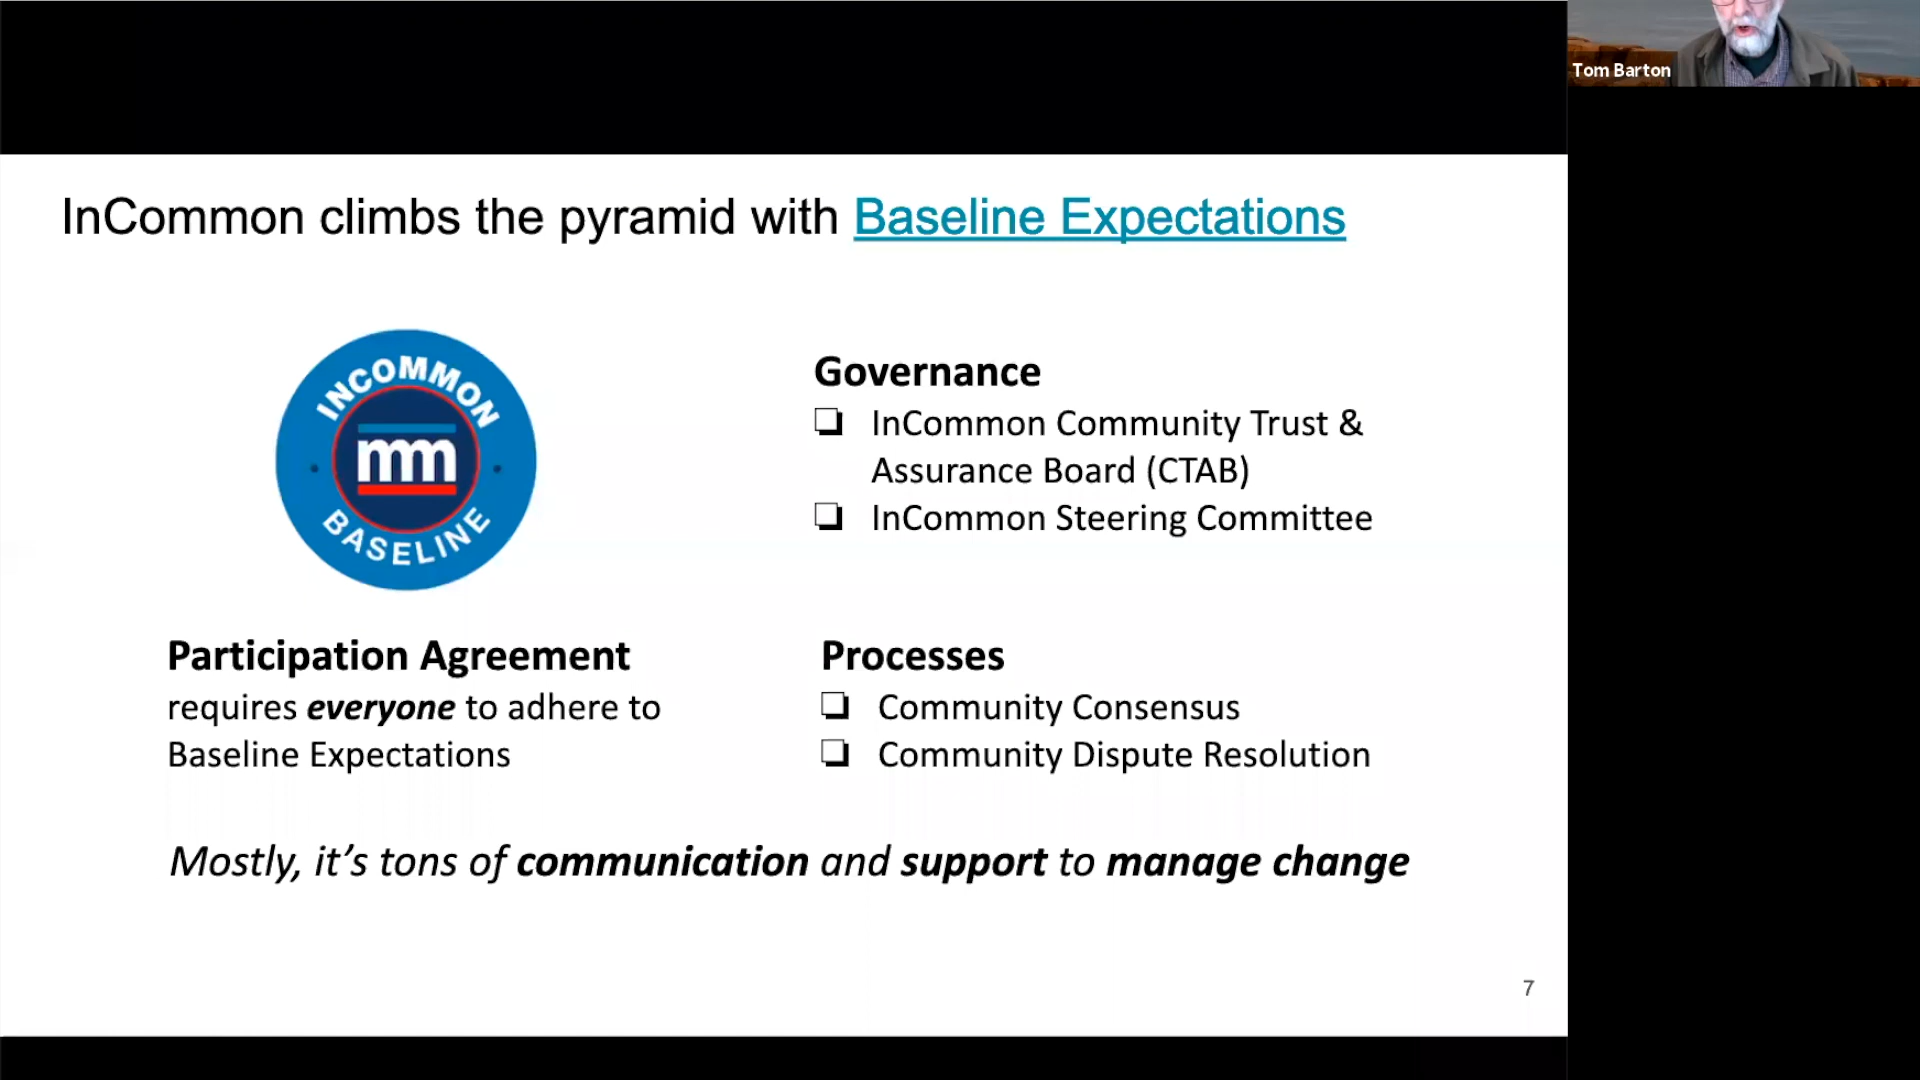 Tom Barton
InCommon climbs the pyramid with Baseline Expectations
INCOMMON
BASELINE
Governance
❏ InCommon Community Trust &
Assurance Board (CTAB)
❏ InCommon Steering Committee
Participation Agreement
requires everyone to adhere to
Baseline Expectations
Processes
❏ Community Consensus
❏ Community Dispute Resolution
Mostly, it’s tons of communication and support to manage change
7